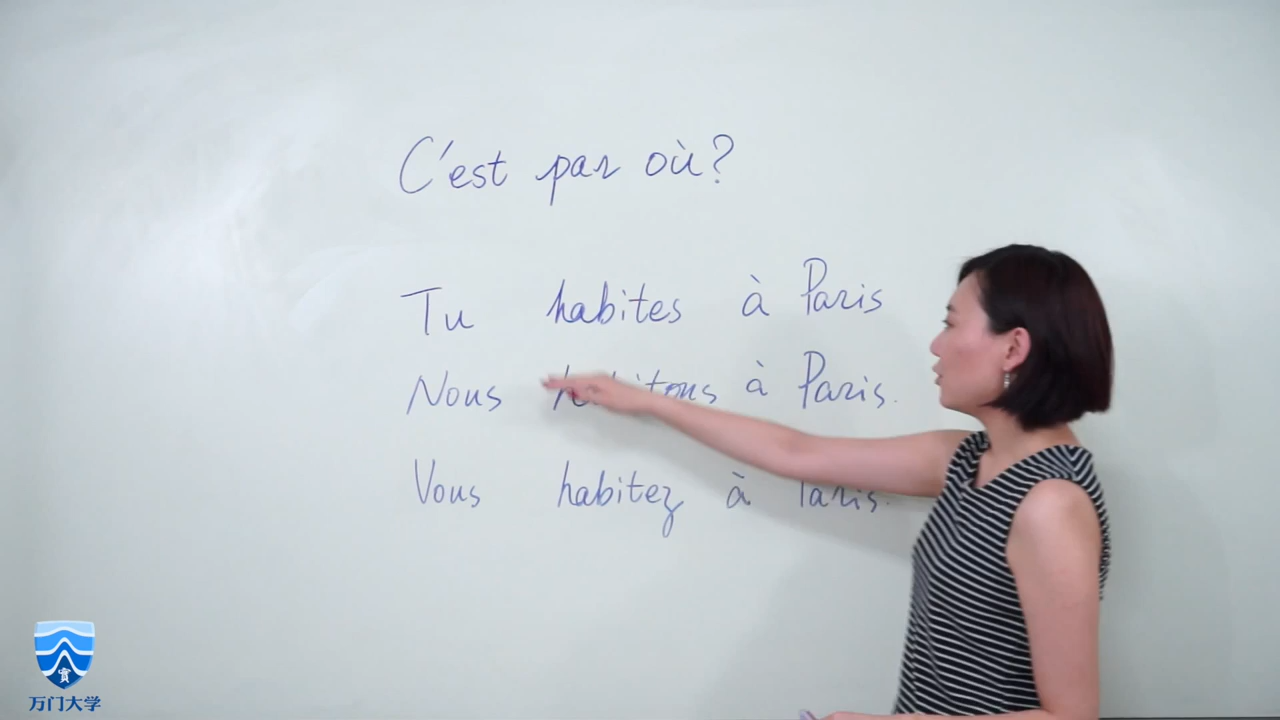 C'est par où?
Tu habites à Paris
Nous habitons à Paris.
Vous habitez à Paris.
万门大学